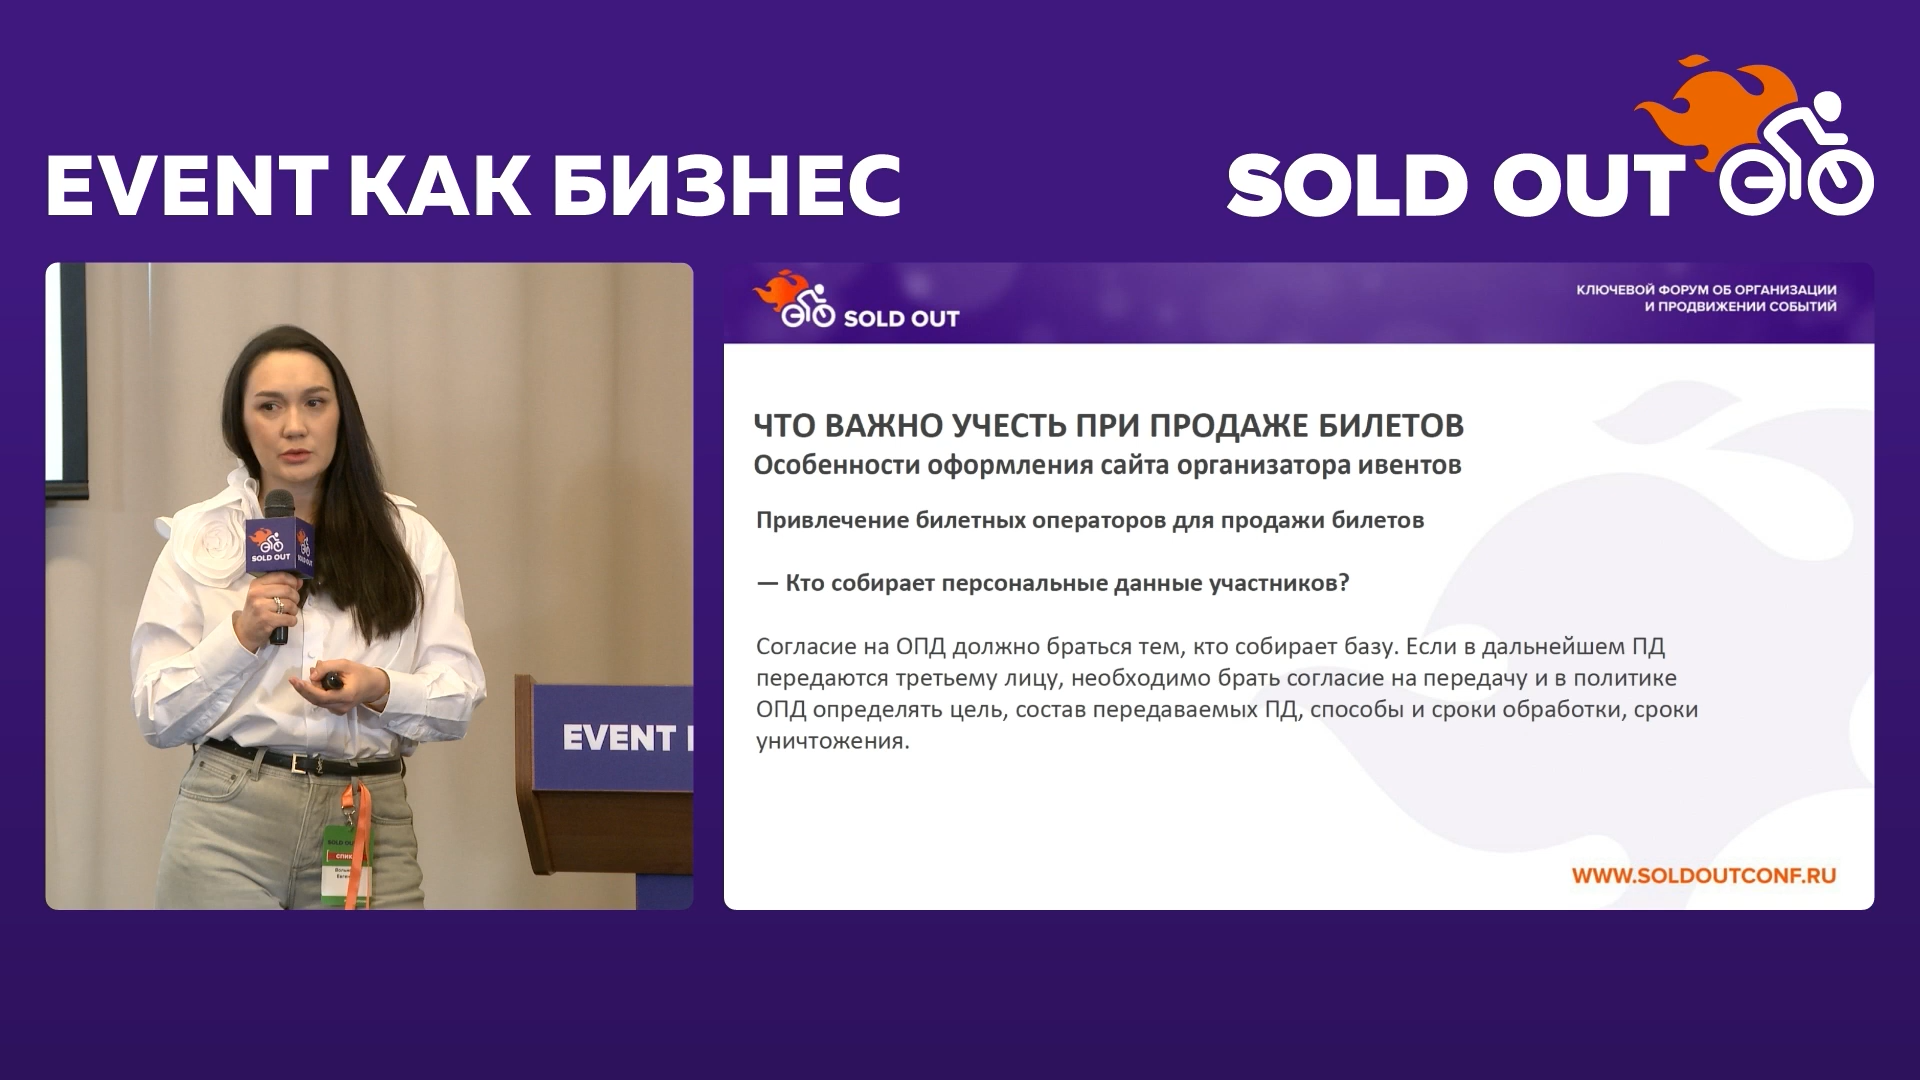 EVENT КАК БИЗНЕС
SOLD OUT
SOLD OUT
EVENT
SOLD OU
СПИК
SOLD OUT
КЛЮЧЕВОЙ ФОРУМ ОБ ОРГАНИЗАЦИИ
И ПРОДВИЖЕНИИ СОБЫТИЙ
ЧТО ВАЖНО УЧЕСТЬ ПРИ ПРОДАЖЕ БИЛЕТОВ
Особенности оформления сайта организатора ивентов
Привлечение билетных операторов для продажи билетов
— Кто собирает персональные данные участников?
Согласие на ОПД должно браться тем, кто собирает базу. Если в дальнейшем ПД
передаются третьему лицу, необходимо брать согласие на передачу и в политике
ОПД определять цель, состав передаваемых ПД, способы и сроки обработки, сроки
уничтожения.
WWW.SOLDOUTCONF.RU